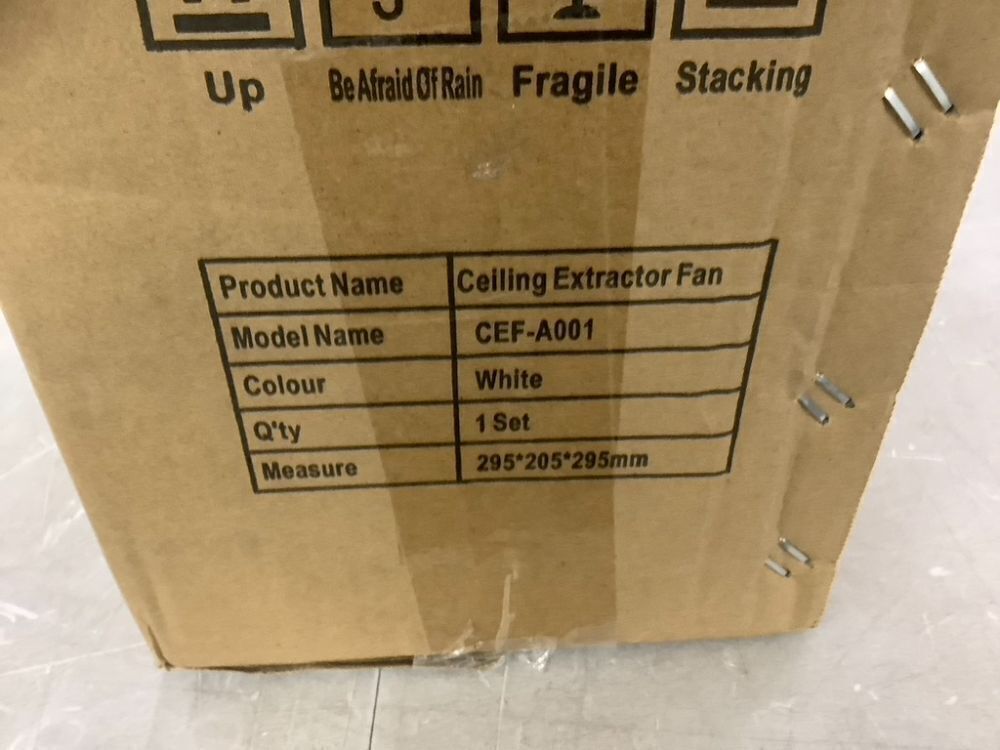 Up Be Afraid Of Rain Fragile Stacking
Product Name Ceiling Extractor Fan
Model Name CEF-A001
Colour White
Q'ty 1 Set
Measure 295*205*295mm